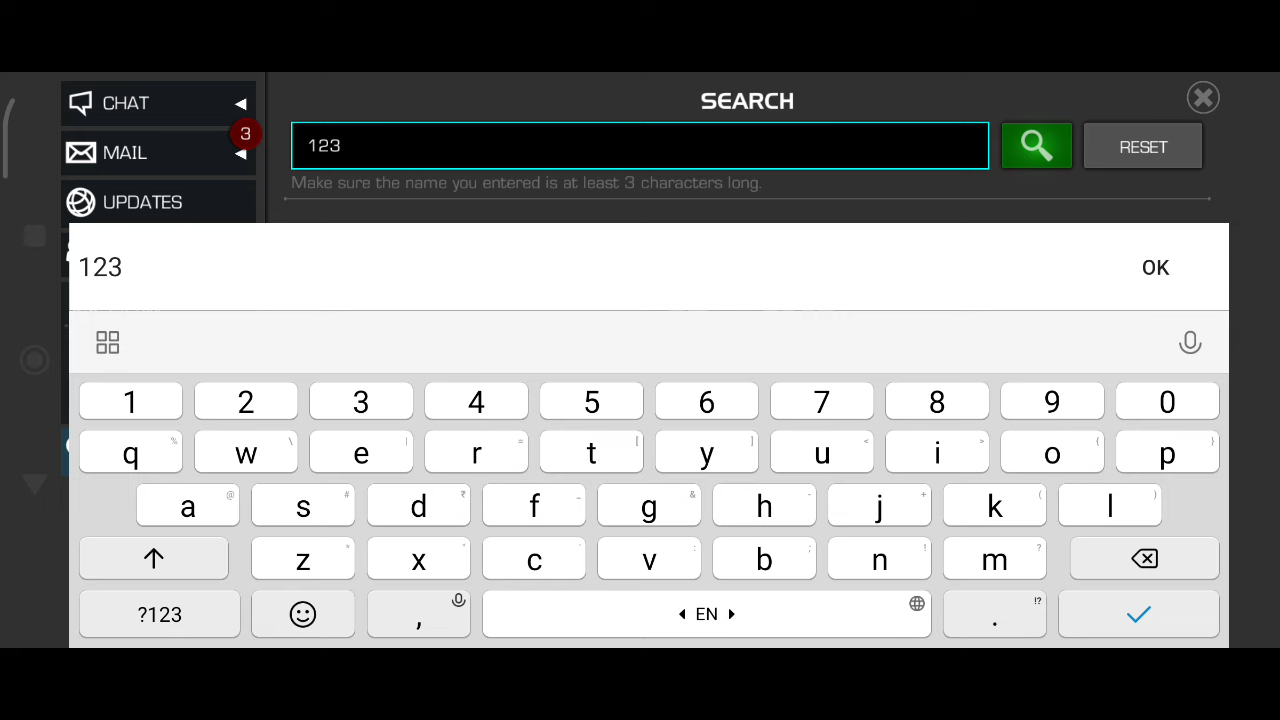 CHAT
SEARCH
3
123
RESET
MAIL
Make sure the name you entered is at least 3 characters long.
UPDATES
123
OK
1 2 3 4 5 6 7 8 9 0
q w e r t y u i o p
a s d f g h j k l
z x c v b n m
?123 , EN .